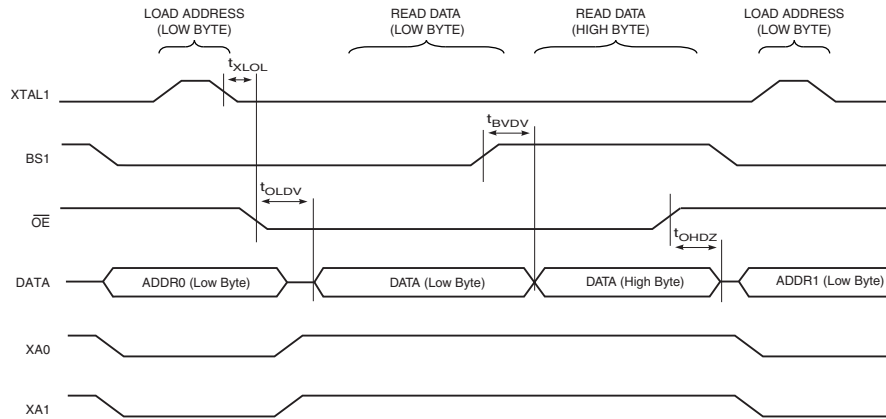 LOAD ADDRESS
(LOW BYTE)
READ DATA
(LOW BYTE)
READ DATA
(HIGH BYTE)
LOAD ADDRESS
(LOW BYTE)
tXLOL
XTAL1
tBVDV
BS1
tOLDV
OE
tOHDZ
DATA
ADDR0 (Low Byte)
DATA (Low Byte)
DATA (High Byte)
ADDR1 (Low Byte)
XA0
XA1